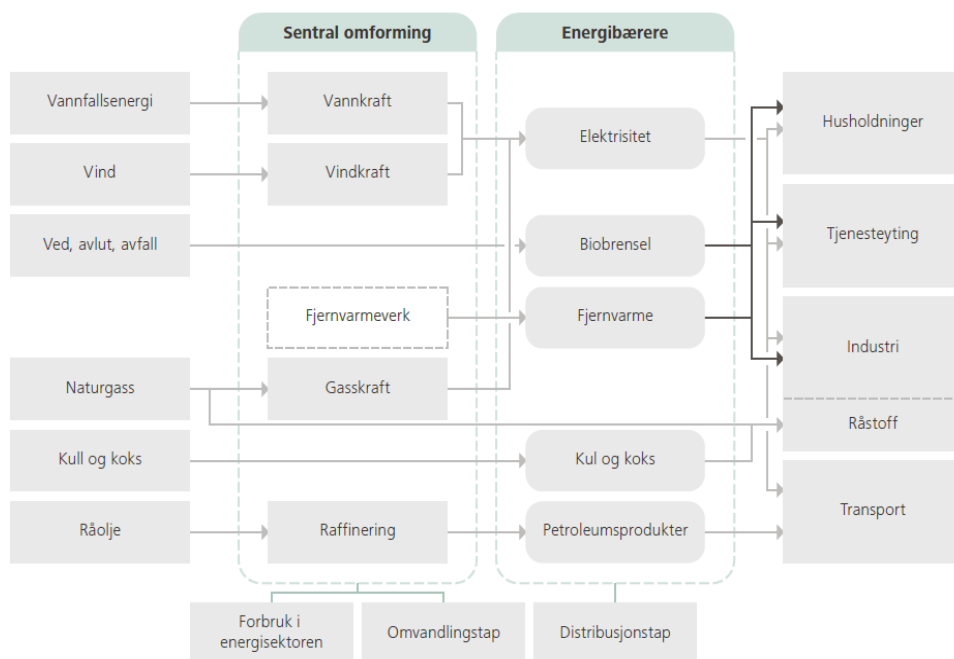 Sentral omforming
Energibærere
Vannfallsenergi
Vannkraft
Elektrisitet
Husholdninger
Vind
Vindkraft
Ved, avlut, avfall
Biobrensel
Tjenesteyting
Fjernvarmeverk
Fjernvarme
Industri
Naturgass
Gasskraft
Råstoff
Kull og koks
Kul og koks
Råolje
Raffinering
Petroleumsprodukter
Transport
Forbruk i
energisektoren
Omvandlingstap
Distribusjonstap